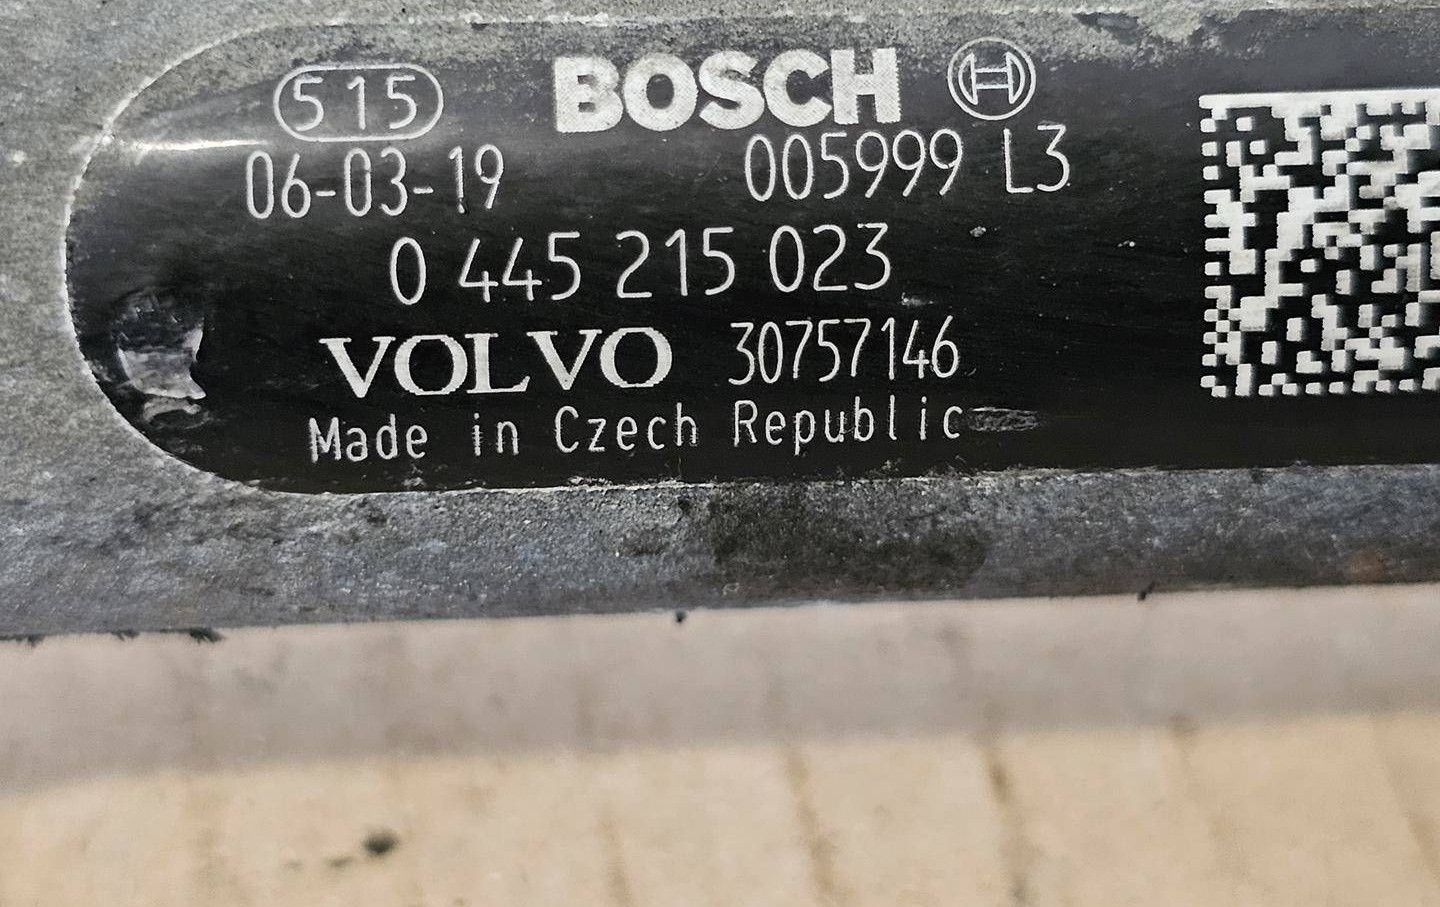 515 BOSCH
06-03-19 005999 L3
0 445 215 023
VOLVO 30757146
Made in Czech Republic